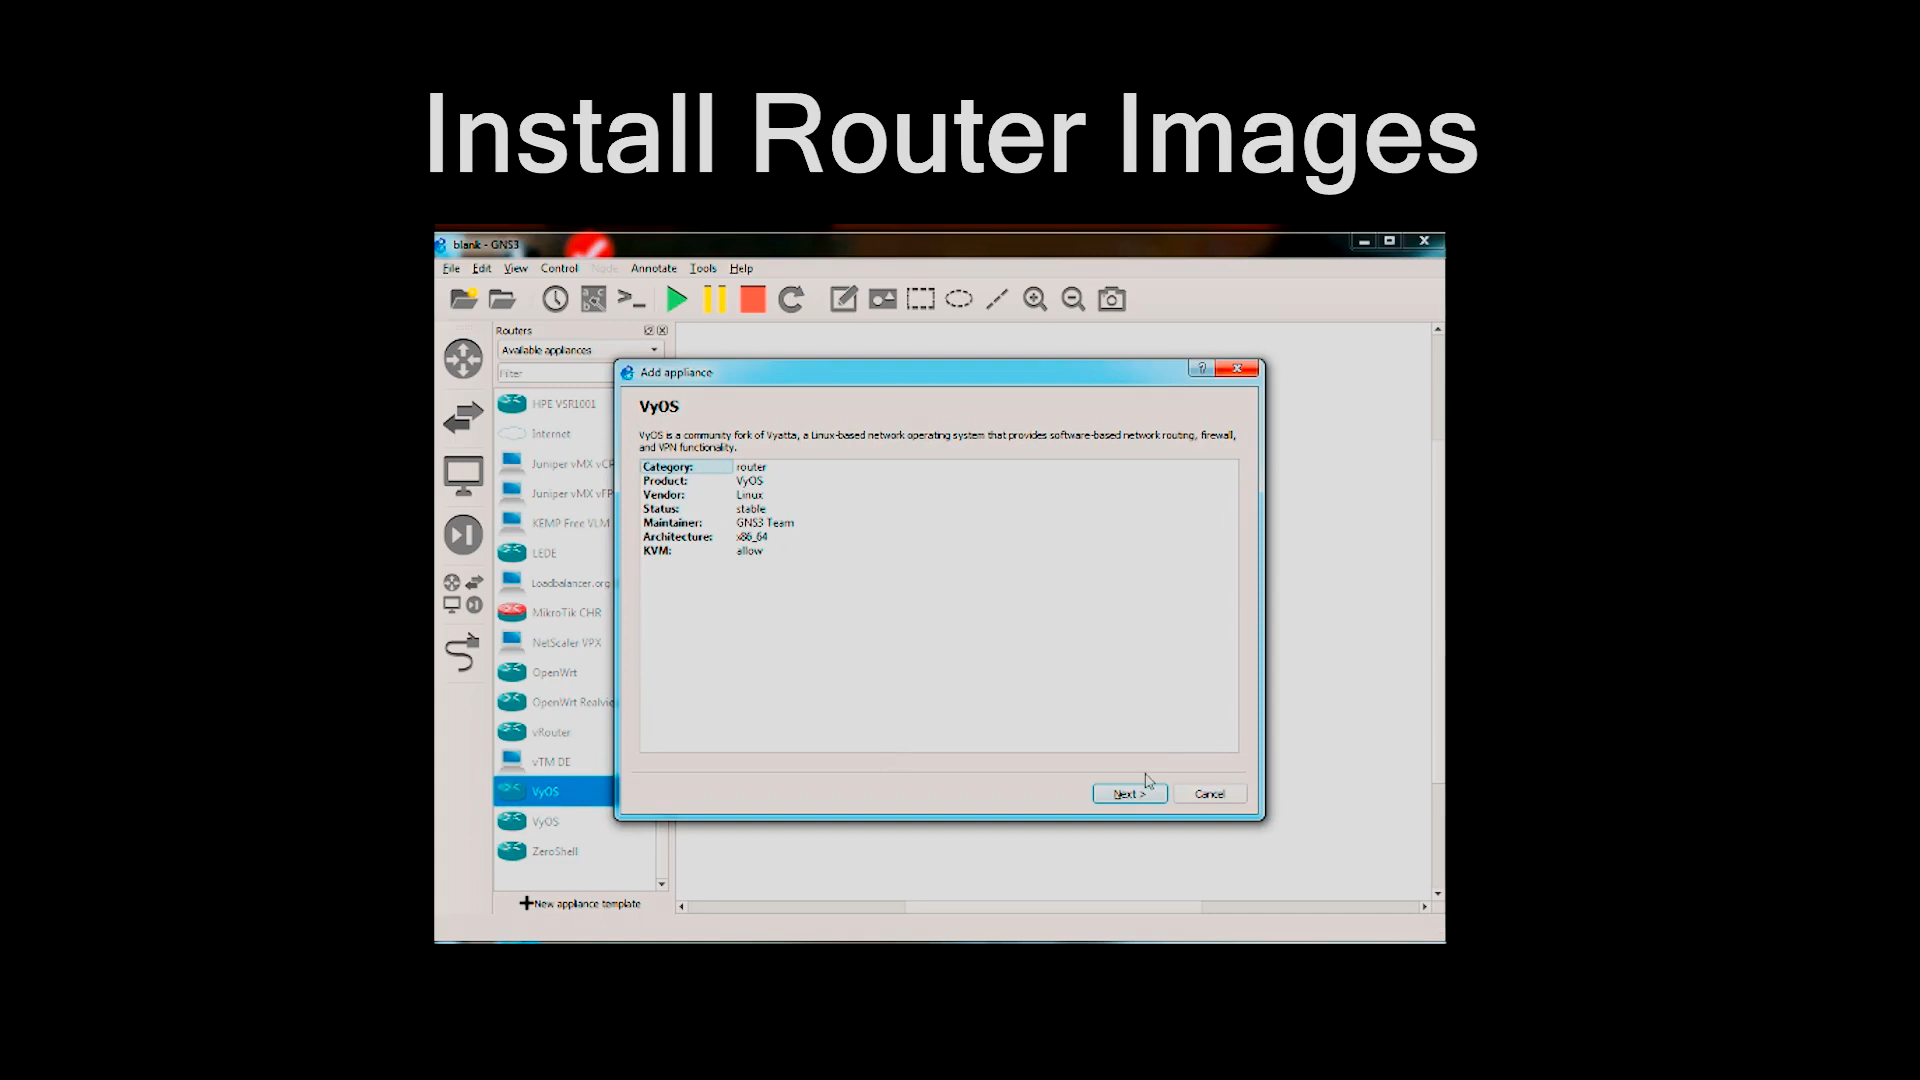 Install Router Images
blank - GNS3
File Edit View Control Node Annotate Tools Help
Routers
Available appliances
Filter
HPE VSR1001
Internet
Juniper vMX vCP
Juniper vMX vFP
KEMP Free VLM
LEDE
Loadbalancer.org
MikroTik CHR
NetScaler VPX
OpenWrt
OpenWrt Realvie
vRouter
vTM DE
VyOS
VyOS
ZeroShell
New appliance template
Add appliance
VyOS
VyOS is a community fork of Vyatta, a Linux-based network operating system that provides software-based network routing, firewall,
and VPN functionality.
Category: router
Product: VyOS
Vendor: Linux
Status: stable
Maintainer: GNS3 Team
Architecture: x86_64
KVM: allow
Next > Cancel